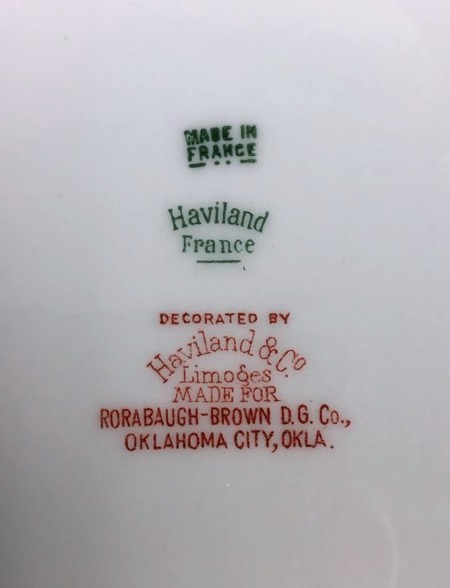 MADE IN
FRANCE
Haviland
France
DECORATED BY
Haviland & Co
Limoges
MADE FOR
RORABAUGH-BROWN D.G. Co.,
OKLAHOMA CITY, OKLA.